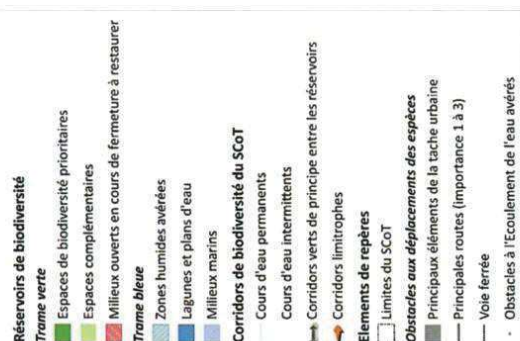 Réservoirs de biodiversité
Trame verte
Espaces de biodiversité prioritaires
Espaces complémentaires
Milieux ouverts en cours de fermeture à restaurer
Trame bleue
Zones humides avérées
Lagunes et plans d'eau
Milieux marins
Corridors de biodiversité du SCoT
Cours d'eau permanents
Cours d'eau intermittents
Corridors verts de principe entre les réservoirs
Corridors limitrophes
Elements de repères
Limites du SCoT
Obstacles aux déplacements des espèces
Principaux éléments de la tache urbaine
Principales routes (importance 1 à 3)
Voie ferrée
Obstacles à l'Ecoulement de l'eau avérés